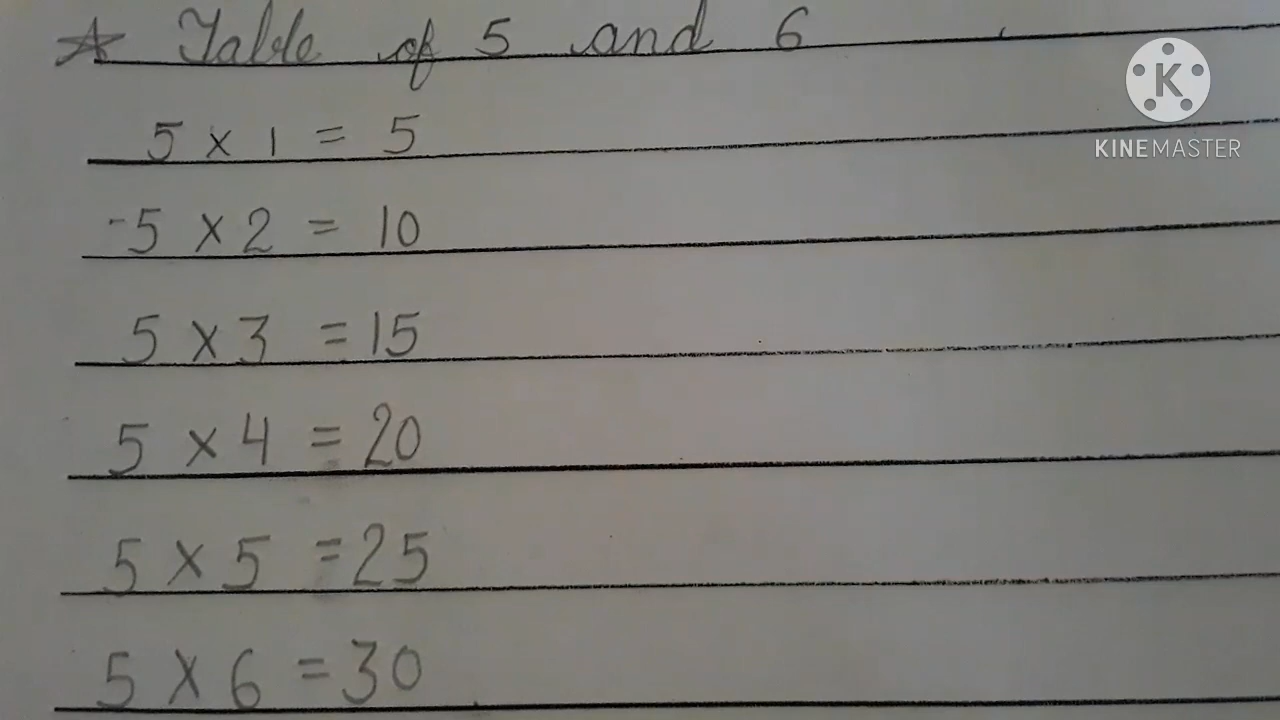 ☆ Table of 5 and 6
5 × 1 = 5
-5 × 2 = 10
5 × 3 = 15
5 × 4 = 20
5 × 5 = 25
5 × 6 = 30
K
KINEMASTER